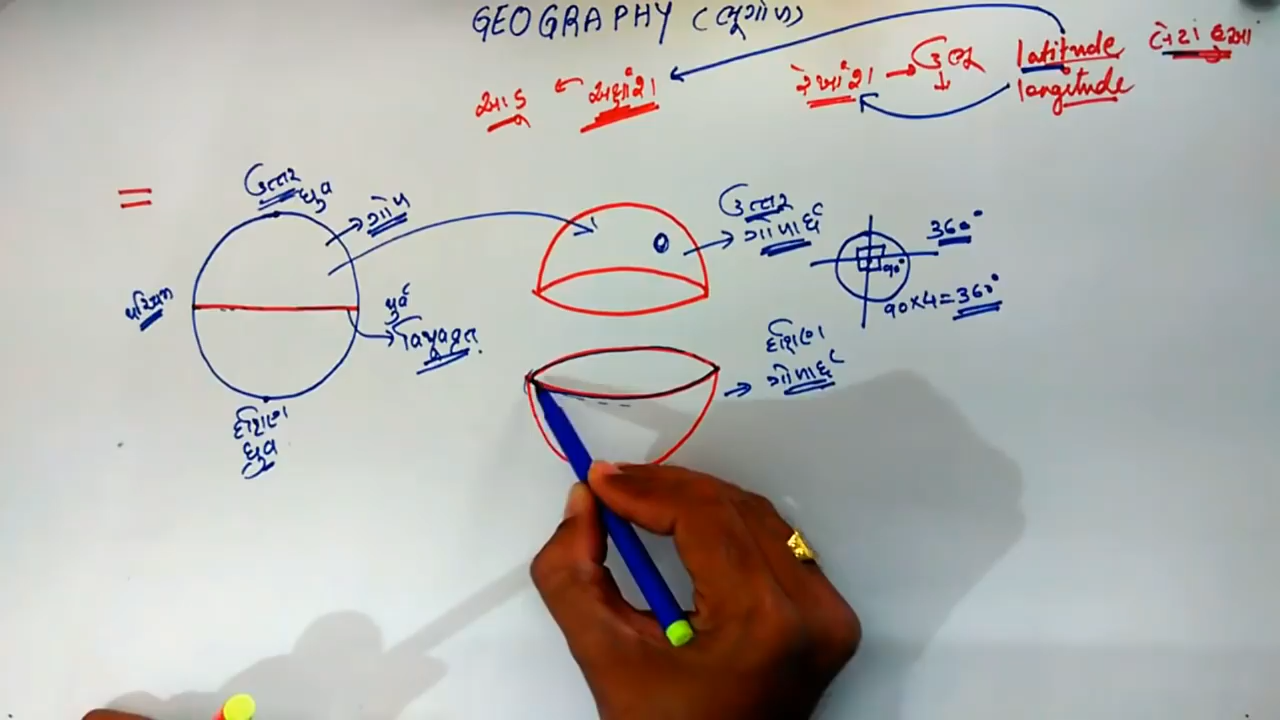 GEOGRAPHY (ભૂગોળ)
આડ ← અક્ષાંશ
રેખાંશ → ઉભ
latitude
longitude
ઉત્તર
ધ્રુવ
ગોળ
પશ્ચિમ
પુર્વ
વિષુવવૃત
દક્ષિણ
ધ્રુવ
ઉત્તર
ગોળાર્ધ
360°
90°
90×4=360°
દક્ષિણ
ગોળાર્ધ